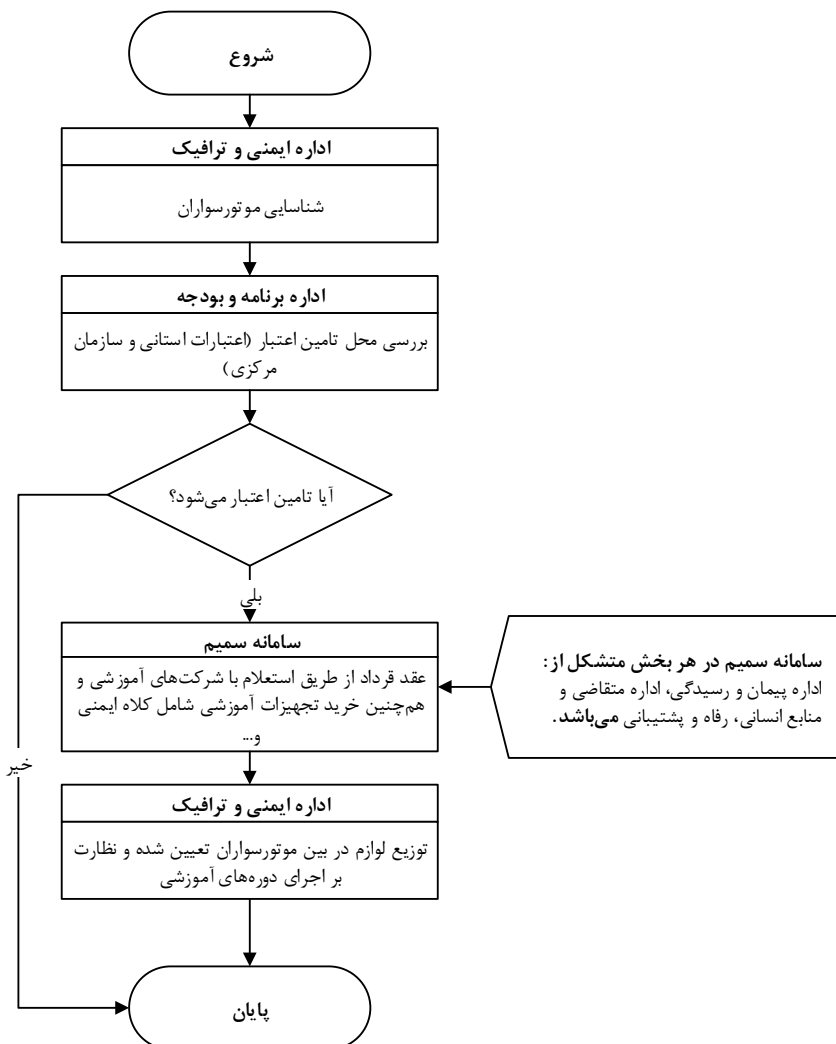 شروع
اداره ایمنی و ترافیک
شناسایی موتورسواران
اداره برنامه و بودجه
بررسی محل تامین اعتبار (اعتبارات استانی و سازمان
مرکزی)
آیا تامین اعتبار می‌شود؟
بلی
سامانه سمیم
عقد قرداد از طریق استعلام با شرکت‌های آموزشی و
هم‌چنین خرید تجهیزات آموزشی شامل کلاه ایمنی
و...
سامانه سمیم در هر بخش متشکل از:
اداره پیمان و رسیدگی، اداره متقاضی و
منابع انسانی، رفاه و پشتیبانی می‌باشد.
خیر
اداره ایمنی و ترافیک
توزیع لوازم در بین موتورسواران تعیین شده و نظارت
بر اجرای دوره‌های آموزشی
پایان